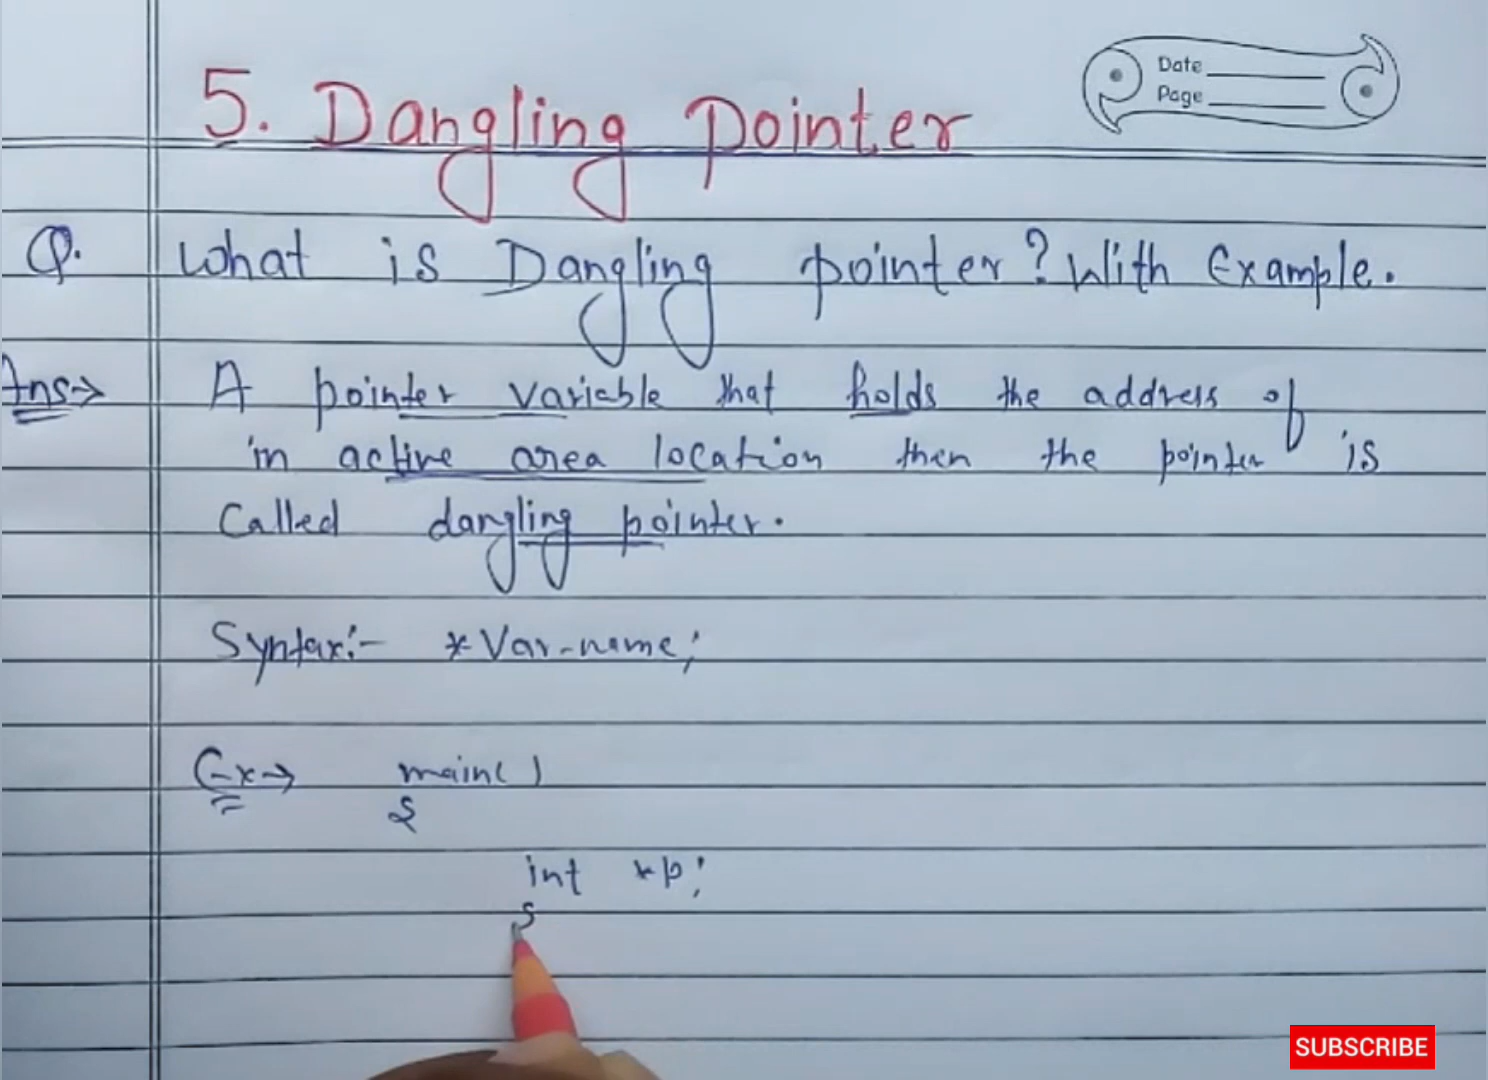 Date
Page
5. Dangling Pointer
Q. What is Dangling pointer? With Example.
Ans→ A pointer variable that holds the address of
in active area location then the pointer is
Called dangling pointer.
Syntax:- *Var-name;
Ex→ main()
{
int *p;
{
SUBSCRIBE